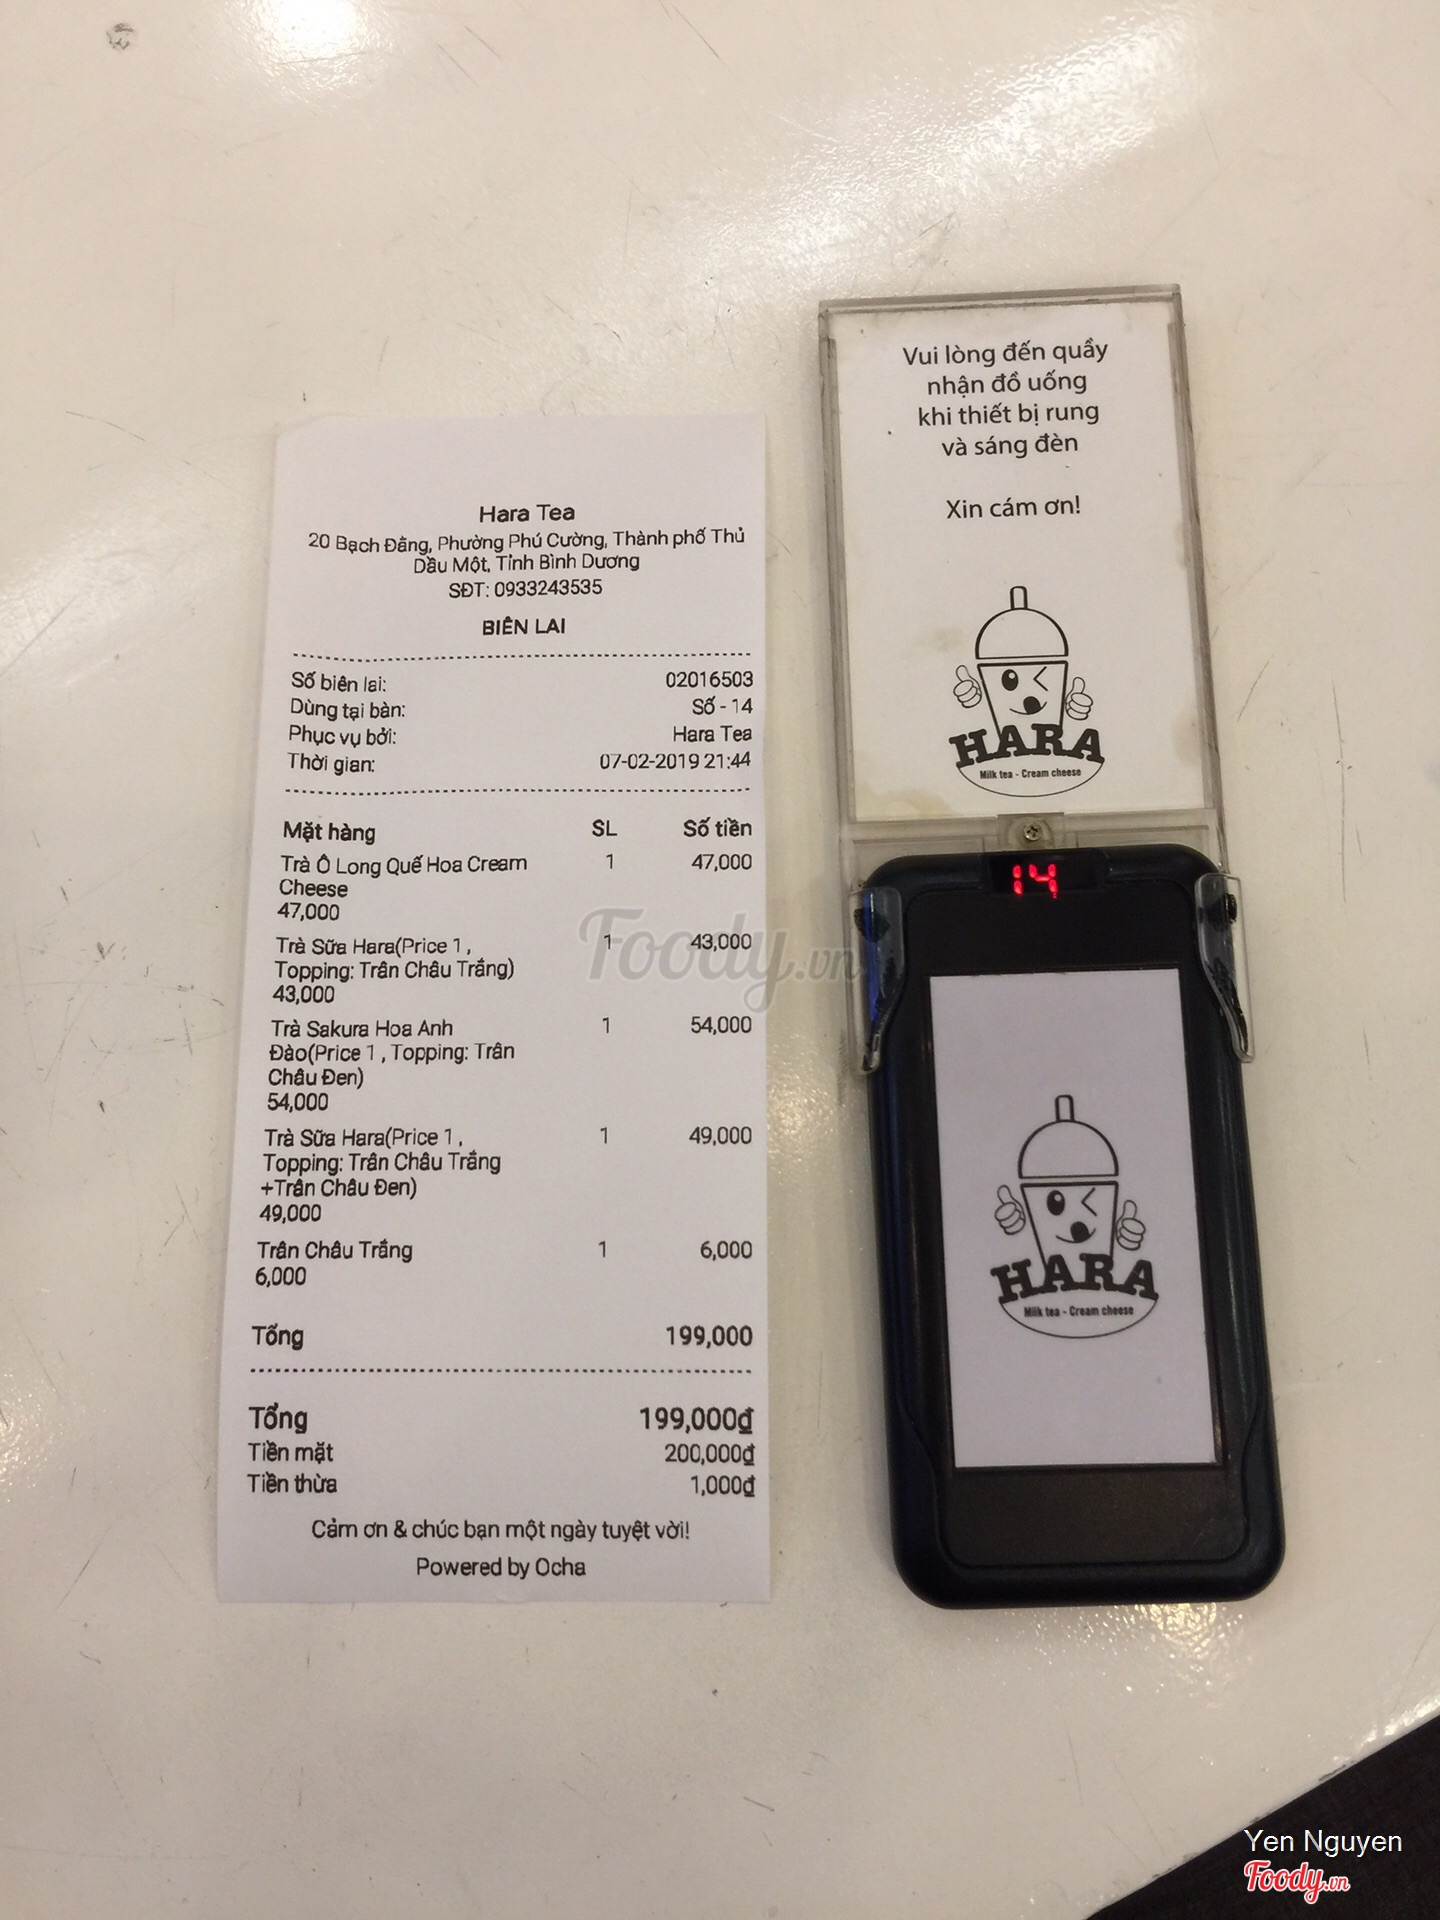 Hara Tea
20 Bạch Đằng, Phường Phú Cường, Thành phố Thủ
Dầu Một, Tỉnh Bình Dương
SĐT: 0933243535
BIÊN LAI
Số biên lai: 02016503
Dùng tại bàn: Số - 14
Phục vụ bởi: Hara Tea
Thời gian: 07-02-2019 21:44
Mặt hàng SL Số tiền
Trà Ô Long Quế Hoa Cream 1 47,000
Cheese
47,000
Trà Sữa Hara(Price 1 , 1 43,000
Topping: Trân Châu Trắng)
43,000
Trà Sakura Hoa Anh 1 54,000
Đào(Price 1 , Topping: Trân
Châu Đen)
54,000
Trà Sữa Hara(Price 1 , 1 49,000
Topping: Trân Châu Trắng
+Trân Châu Đen)
49,000
Trân Châu Trắng 1 6,000
6,000
Tổng 199,000
Tổng 199,000₫
Tiền mặt 200,000₫
Tiền thừa 1,000₫
Cảm ơn & chúc bạn một ngày tuyệt vời!
Powered by Ocha
Vui lòng đến quầy
nhận đồ uống
khi thiết bị rung
và sáng đèn
Xin cám ơn!
HARA
Milk tea - Cream cheese
14
HARA
Milk tea - Cream cheese
Foody.vn
Yen Nguyen
Foody.vn